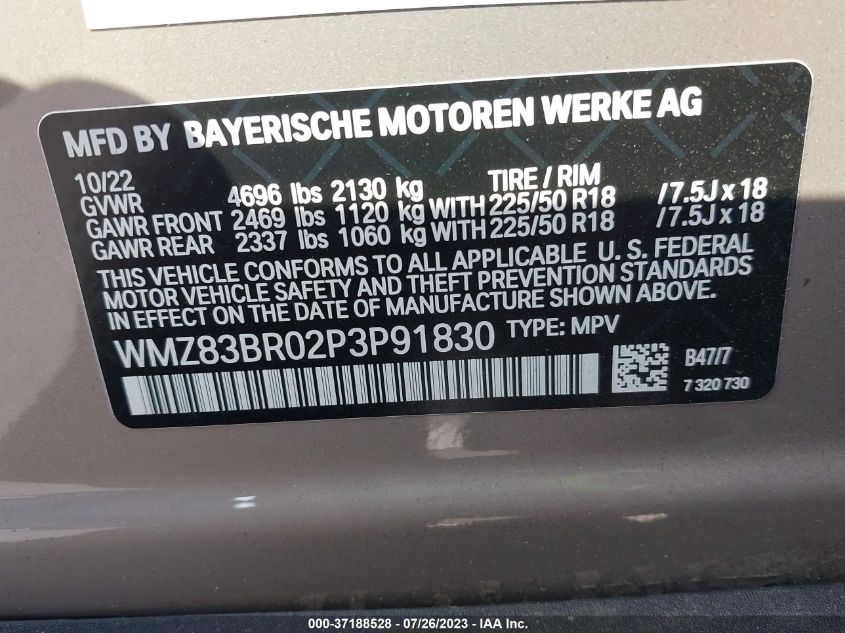 MFD BY BAYERISCHE MOTOREN WERKE AG
10/22 TIRE / RIM
GVWR 4696 lbs 2130 kg
GAWR FRONT 2469 lbs 1120 kg WITH 225/50 R18 /7.5J x 18
GAWR REAR 2337 lbs 1060 kg WITH 225/50 R18 /7.5J x 18
THIS VEHICLE CONFORMS TO ALL APPLICABLE U. S. FEDERAL
MOTOR VEHICLE SAFETY AND THEFT PREVENTION STANDARDS
IN EFFECT ON THE DATE OF MANUFACTURE SHOWN ABOVE.
WMZ83BR02P3P91830 TYPE: MPV
B47/7
7 320 730
000-37188528 - 07/26/2023 - IAA Inc.